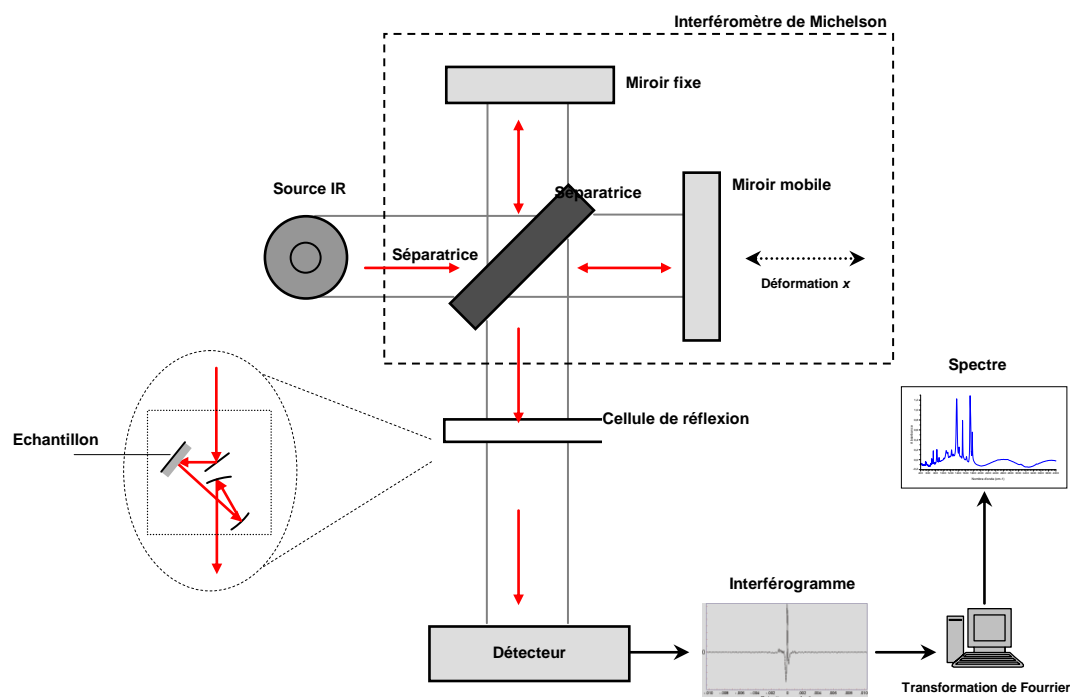 Interféromètre de Michelson
Miroir fixe
Source IR
Séparatrice
Miroir mobile
Séparatrice
Déformation x
Spectre
Cellule de réflexion
Echantillon
Interférogramme
Détecteur
Transformation de Fourrier